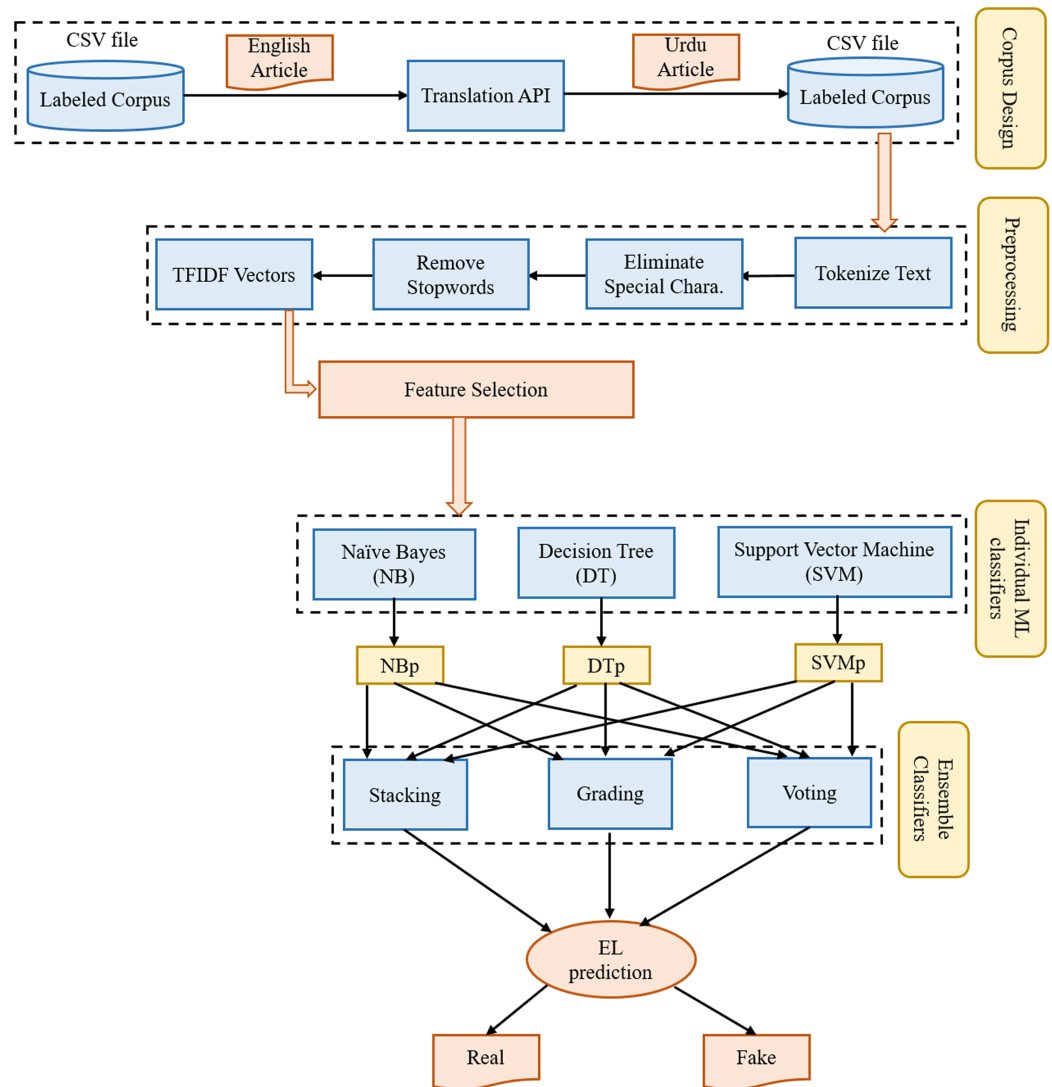 CSV file
English
Article
Urdu
Article
CSV file
Labeled Corpus
Translation API
Labeled Corpus
Corpus Design
TFIDF Vectors
Remove
Stopwords
Eliminate
Special Chara.
Tokenize Text
Preprocessing
Feature Selection
Naïve Bayes
(NB)
Decision Tree
(DT)
Support Vector Machine
(SVM)
Individual ML
classifiers
NBp
DTp
SVMp
Stacking
Grading
Voting
Ensemble
Classifiers
EL
prediction
Real
Fake